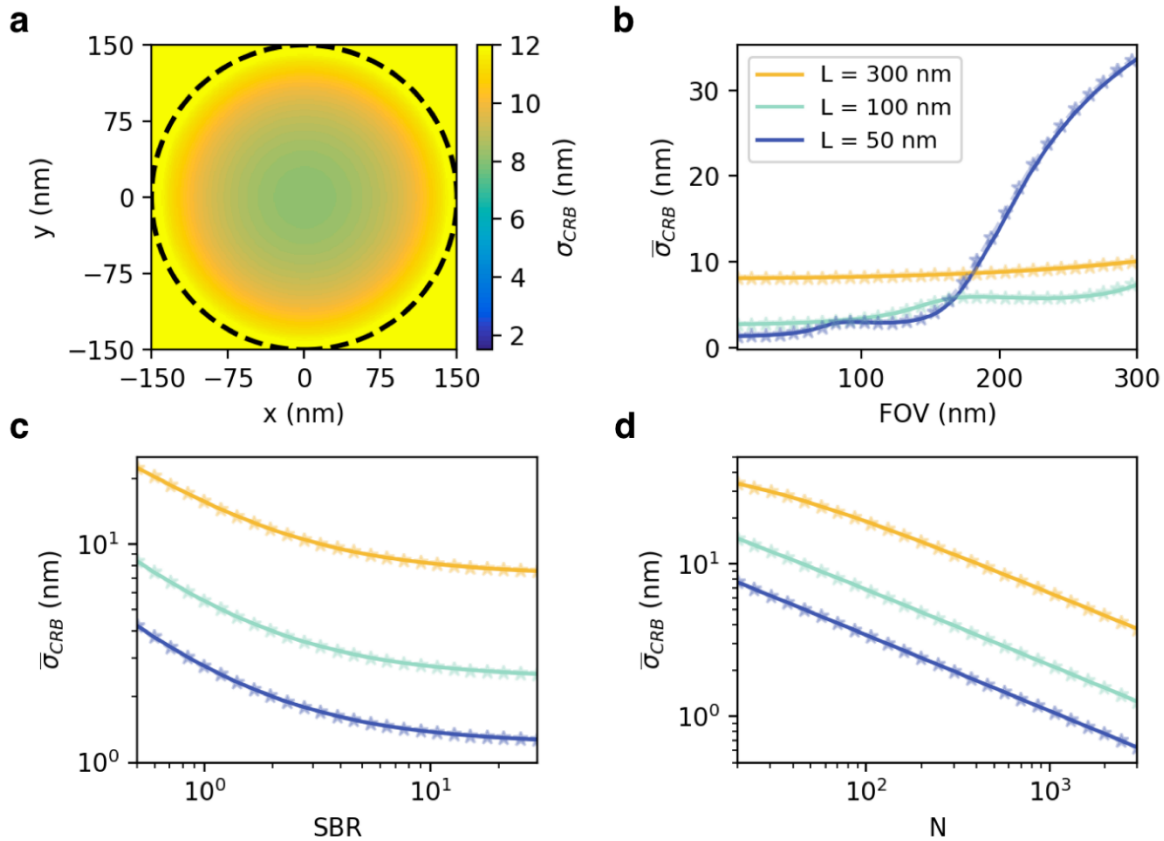 a
150
75
0
−75
−150
y (nm)
−150
−75
0
75
150
x (nm)
12
10
8
6
4
2
σCRB (nm)
b
30
20
10
0
σ̅CRB (nm)
L = 300 nm
L = 100 nm
L = 50 nm
100
200
300
FOV (nm)
c
10¹
10⁰
σ̅CRB (nm)
10⁰
10¹
SBR
d
10¹
10⁰
σ̅CRB (nm)
10²
10³
N